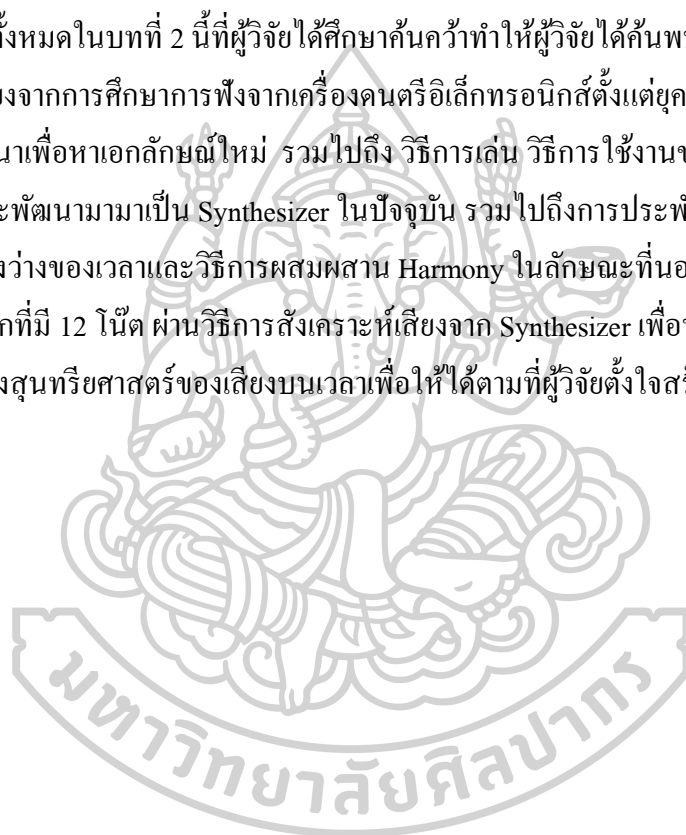 ั้งหมดในบทที่ 2 นี้ที่ผู้วิจัยได้ศึกษาค้นคว้าทำให้ผู้วิจัยได้ค้นพ
งจากการศึกษาการฟังจากเครื่องดนตรีอิเล็กทรอนิกส์ตั้งแต่ยุค
นาเพื่อหาเอกลักษณ์ใหม่ รวมไปถึง วิธีการเล่น วิธีการใช้งาน
ะพัฒนามามาเป็น Synthesizer ในปัจจุบัน รวมไปถึงการประพั
งว่างของเวลาและวิธีการผสมผสาน Harmony ในลักษณะที่นอ
กที่มี 12 โน๊ต ผ่านวิธีการสังเคราะห์เสียงจาก Synthesizer เพื่อ
งสุนทรียศาสตร์ของเสียงบนเวลาเพื่อให้ได้ตามที่ผู้วิจัยตั้งใจสร้
มหาวิทยาลัยศิลปากร